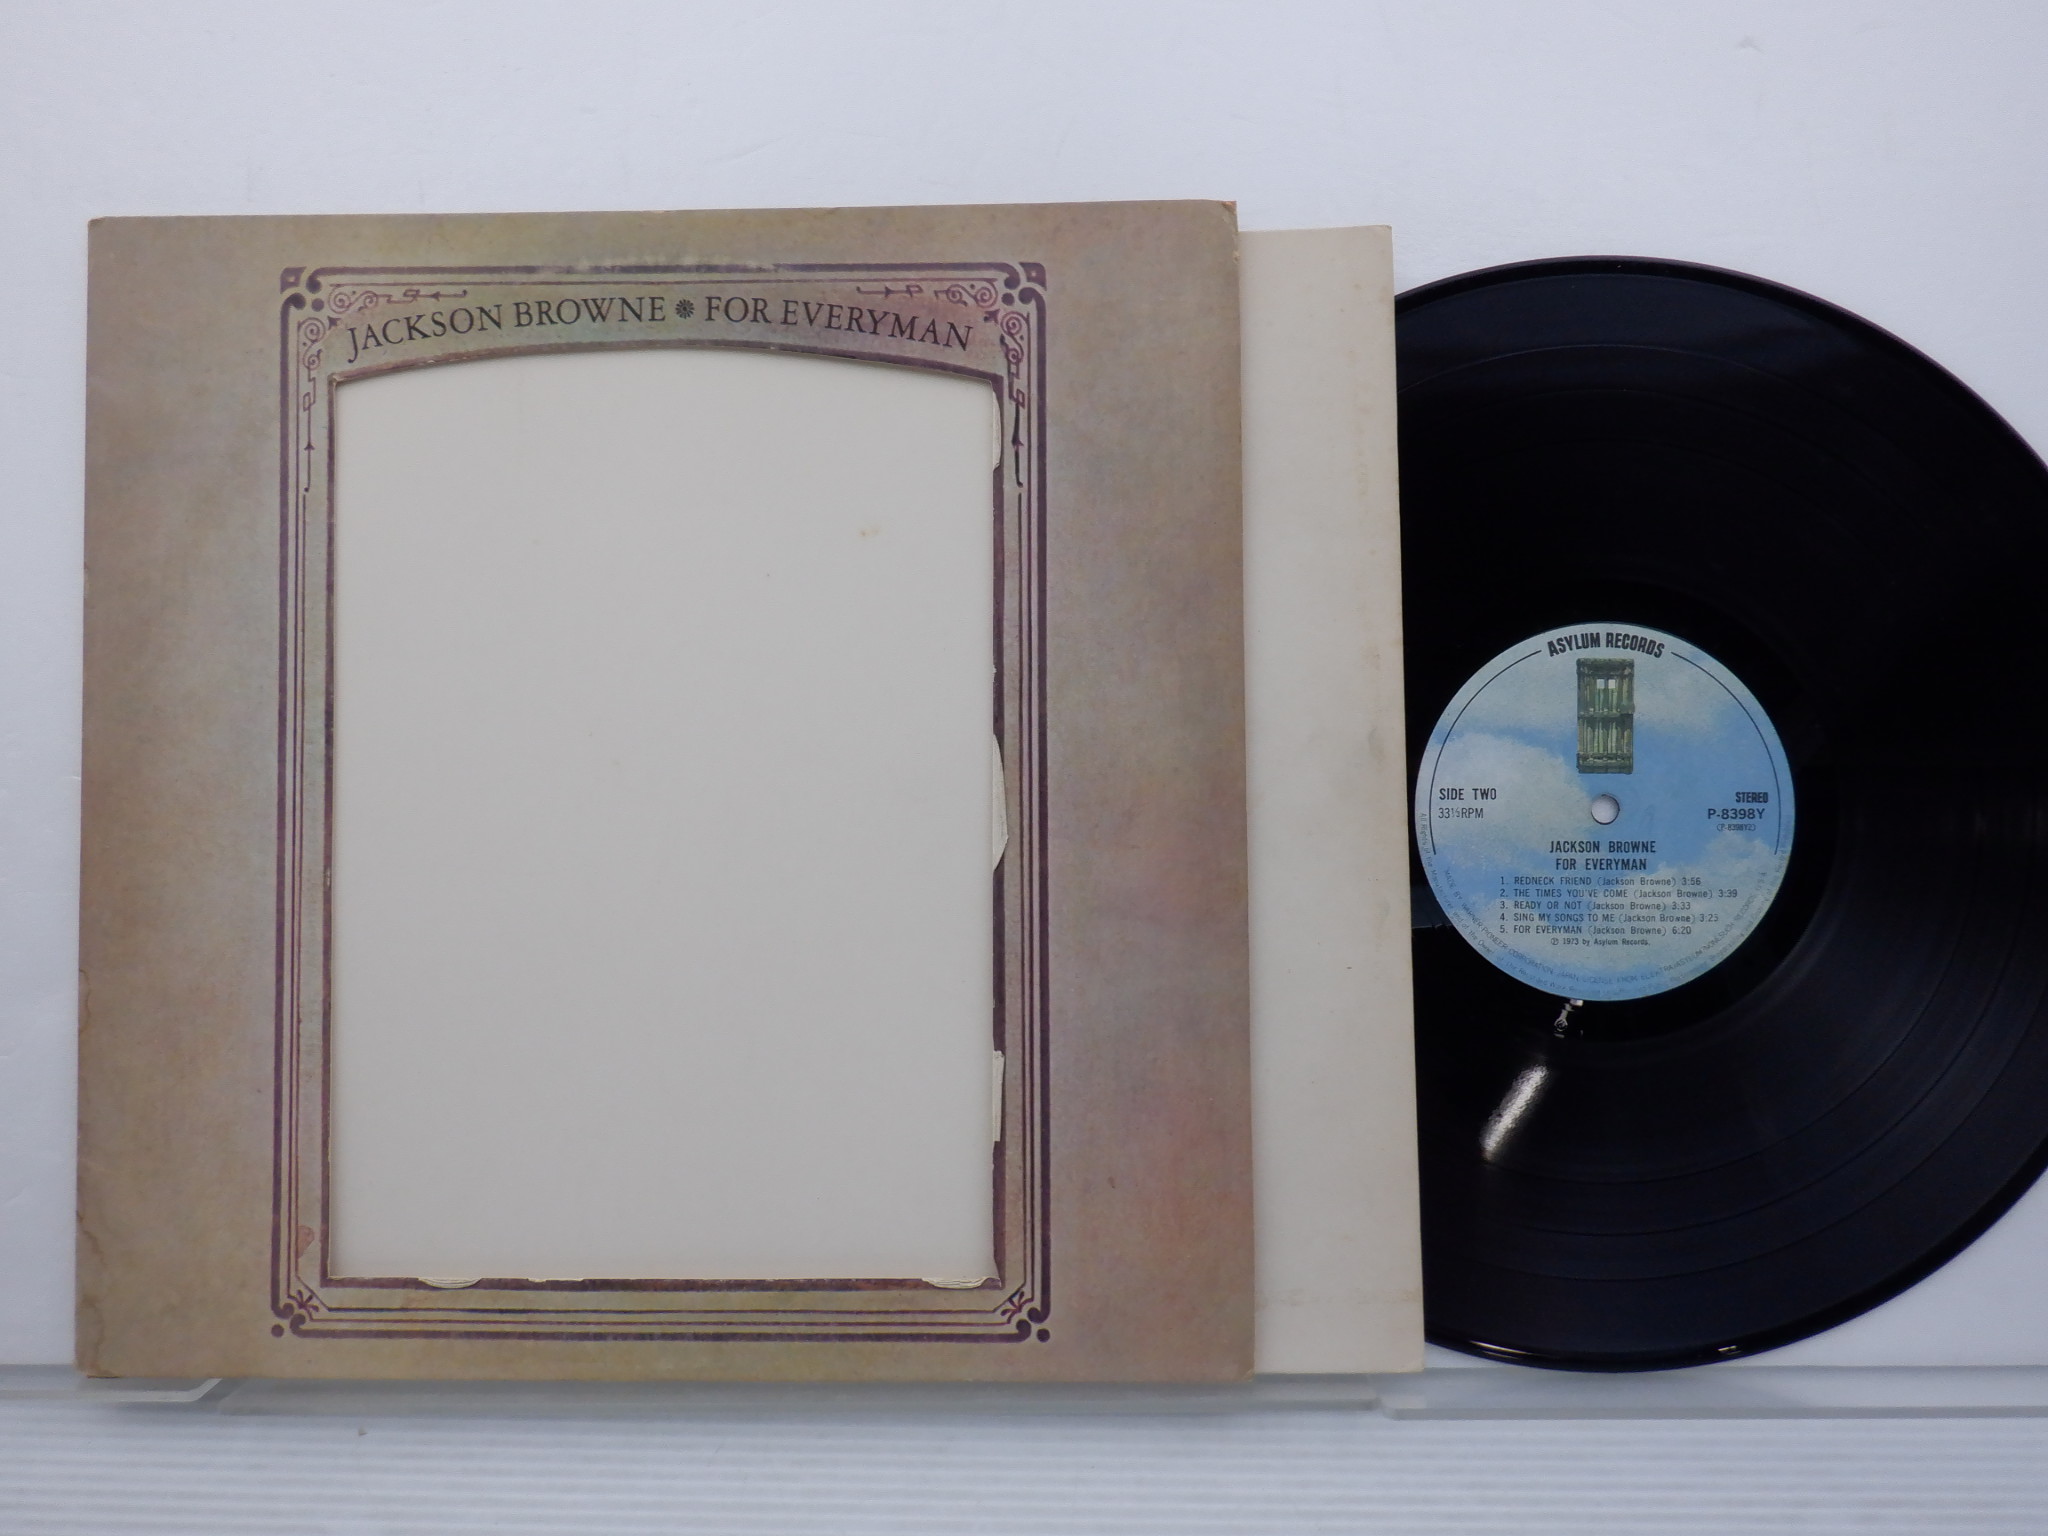 JACKSON BROWNE FOR EVERYMAN
ASYLUM RECORDS
SIDE TWO
33⅓RPM
STEREO
P-8398Y
(P-8398Y2)
JACKSON BROWNE
FOR EVERYMAN
1. REDNECK FRIEND (Jackson Browne) 3:56
2. THE TIMES YOU'VE COME (Jackson Browne) 3:39
3. READY OR NOT (Jackson Browne) 3:33
4. SING MY SONGS TO ME (Jackson Browne) 3:25
5. FOR EVERYMAN (Jackson Browne) 6:20
Ⓟ 1973 by Asylum Records.